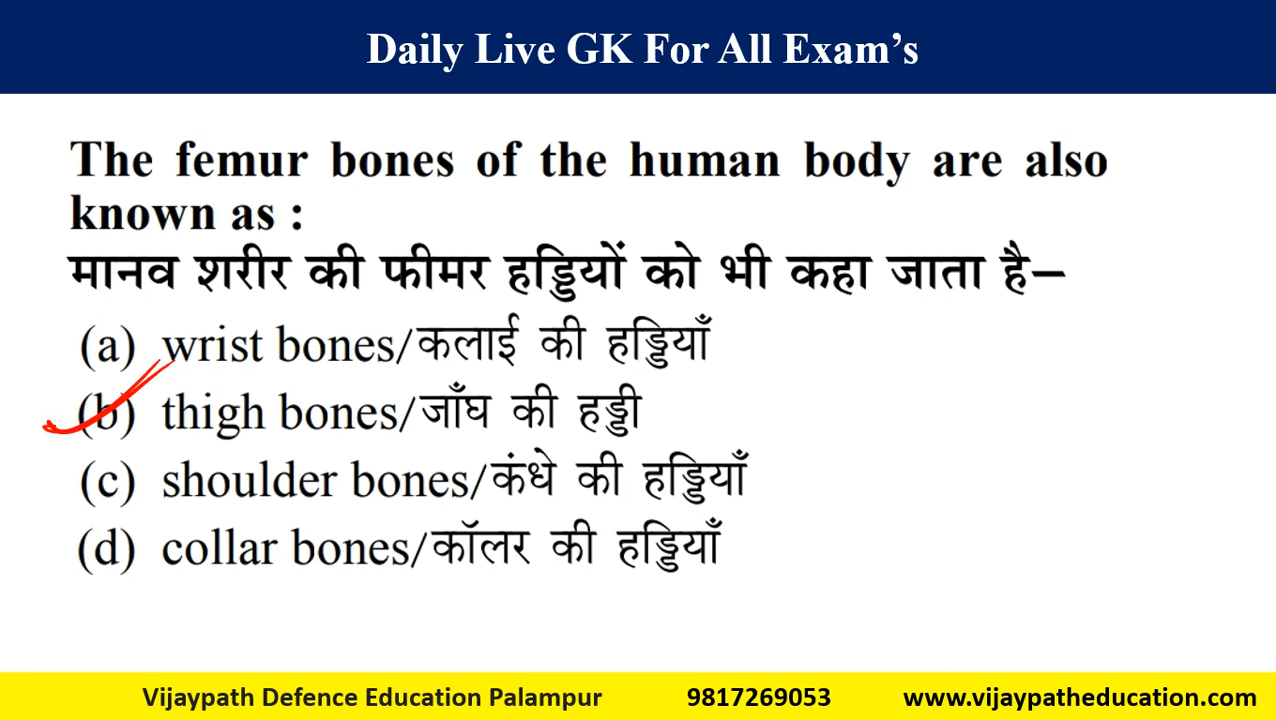 Daily Live GK For All Exam’s
The femur bones of the human body are also
known as :
मानव शरीर की फीमर हड्डियों को भी कहा जाता है–
(a) wrist bones/कलाई की हड्डियाँ
(b) thigh bones/जाँघ की हड्डी
(c) shoulder bones/कंधे की हड्डियाँ
(d) collar bones/कॉलर की हड्डियाँ
Vijaypath Defence Education Palampur 9817269053 www.vijaypatheducation.com